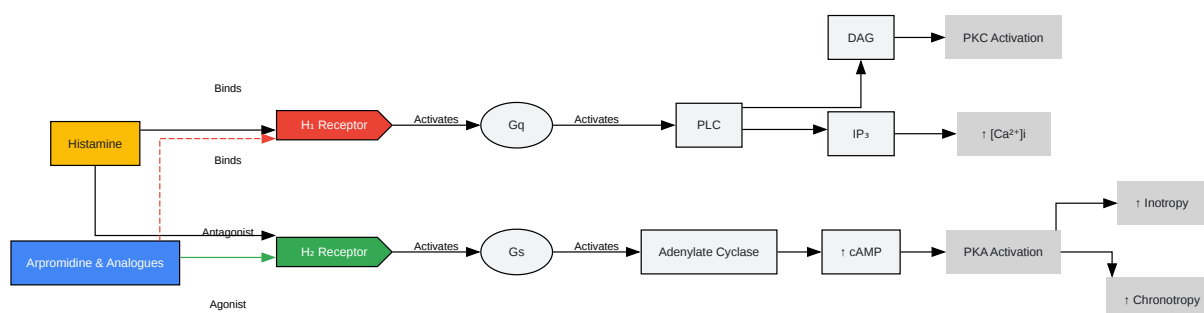 DAG
PKC Activation
Binds
Histamine
H₁ Receptor
Activates
Gq
Activates
PLC
IP₃
↑ [Ca²⁺]i
Binds
↑ Inotropy
Antagonist
Arpromidine & Analogues
H₂ Receptor
Activates
Gs
Activates
Adenylate Cyclase
↑ cAMP
PKA Activation
↑ Chronotropy
Agonist